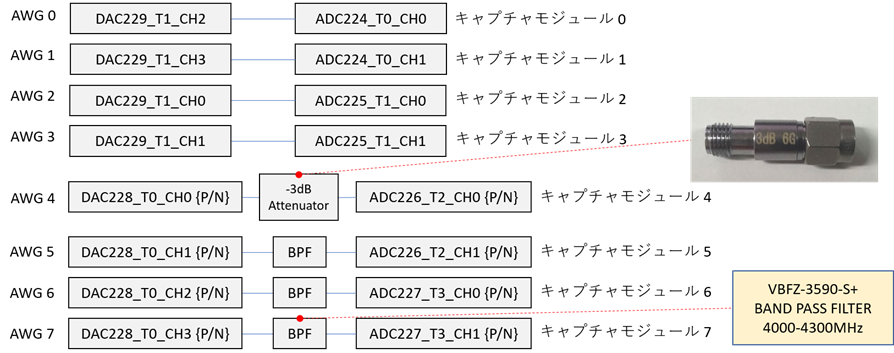 AWG 0 DAC229_T1_CH2 ADC224_T0_CH0 キャプチャモジュール 0
AWG 1 DAC229_T1_CH3 ADC224_T0_CH1 キャプチャモジュール 1
AWG 2 DAC229_T1_CH0 ADC225_T1_CH0 キャプチャモジュール 2
AWG 3 DAC229_T1_CH1 ADC225_T1_CH1 キャプチャモジュール 3
3dB 6G
AWG 4 DAC228_T0_CH0 {P/N} -3dB
Attenuator
ADC226_T2_CH0 {P/N} キャプチャモジュール 4
AWG 5 DAC228_T0_CH1 {P/N} BPF ADC226_T2_CH1 {P/N} キャプチャモジュール 5
AWG 6 DAC228_T0_CH2 {P/N} BPF ADC227_T3_CH0 {P/N} キャプチャモジュール 6
AWG 7 DAC228_T0_CH3 {P/N} BPF ADC227_T3_CH1 {P/N} キャプチャモジュール 7
VBFZ-3590-S+
BAND PASS FILTER
4000-4300MHz